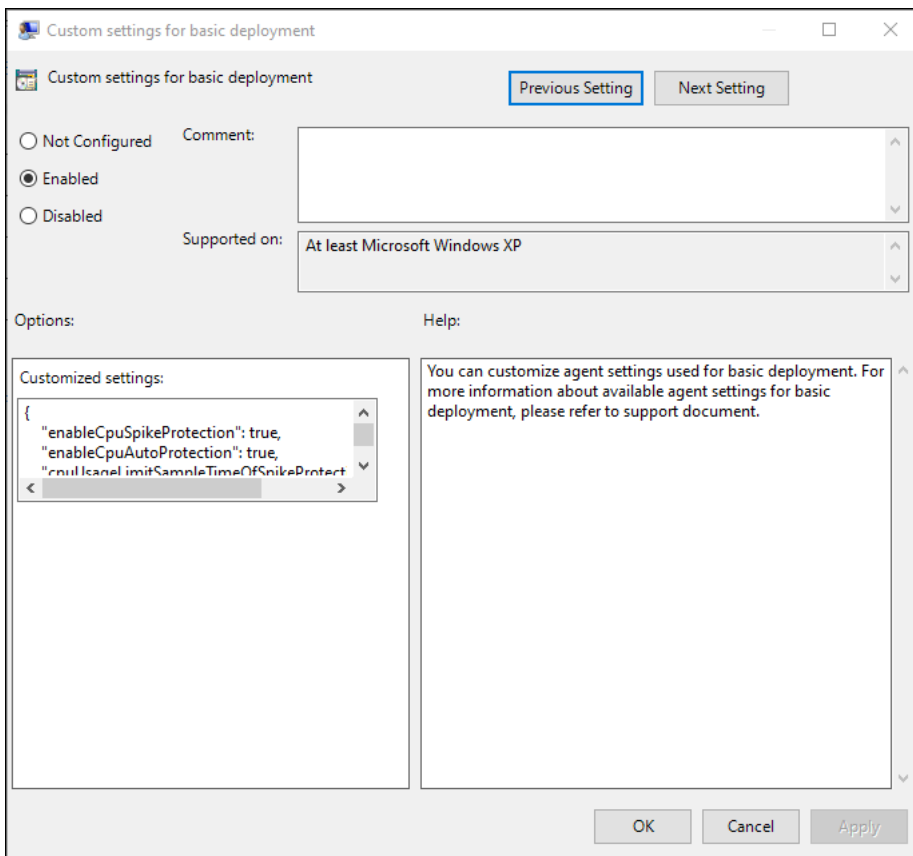 Custom settings for basic deployment
Custom settings for basic deployment
Previous Setting
Next Setting
Not Configured
Comment:
Enabled
Disabled
Supported on:
At least Microsoft Windows XP
Options:
Help:
Customized settings:
{
"enableCpuSpikeProtection": true,
"enableCpuAutoProtection": true,
"cpuUsageLimitSampleTimeOfSpikeProtect
You can customize agent settings used for basic deployment. For
more information about available agent settings for basic
deployment, please refer to support document.
OK
Cancel
Apply